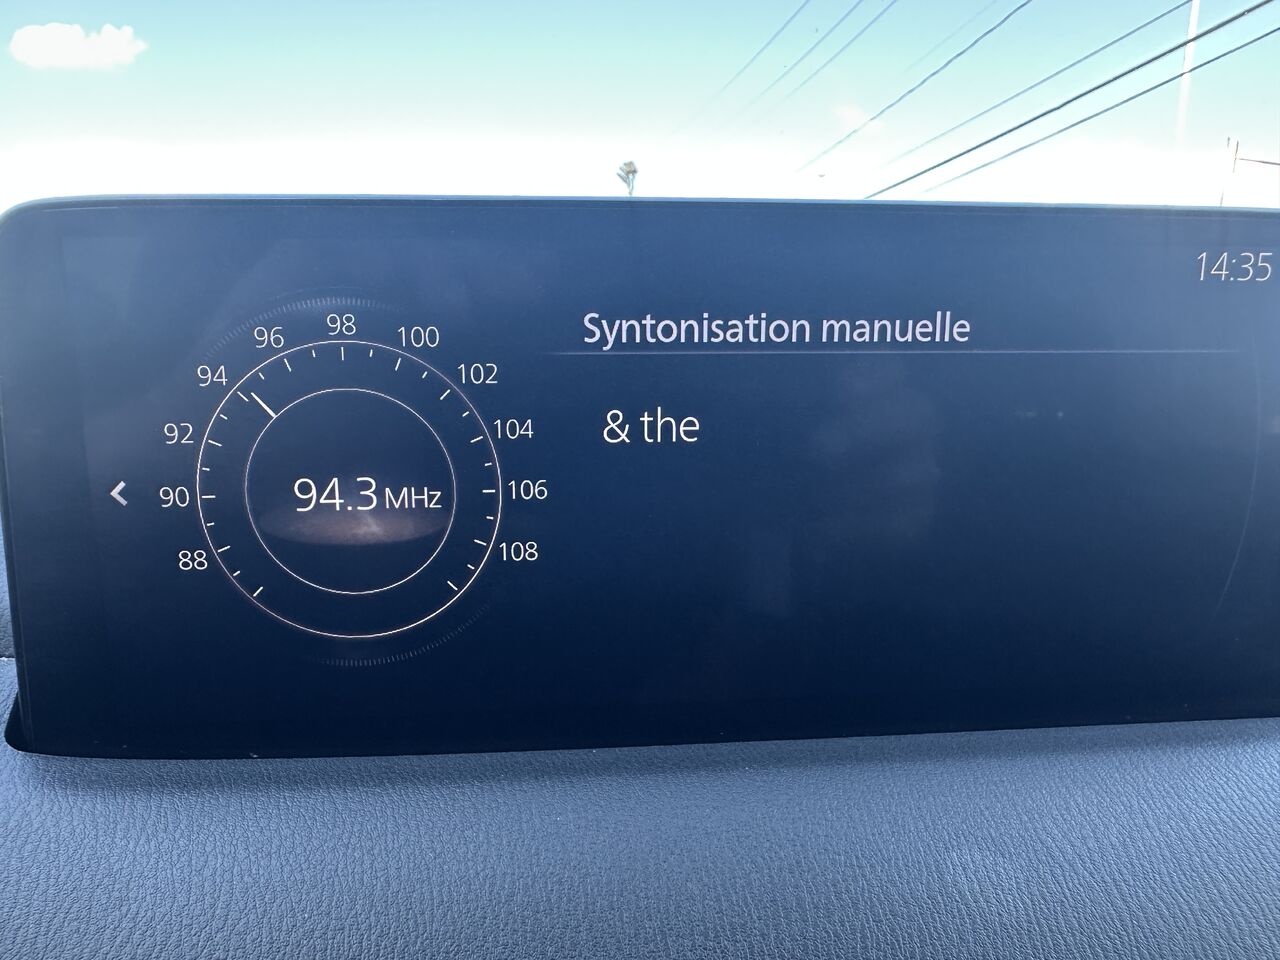 14:35
Syntonisation manuelle
& the
96 98 100
94 102
92 104
90 94.3 MHz 106
88 108